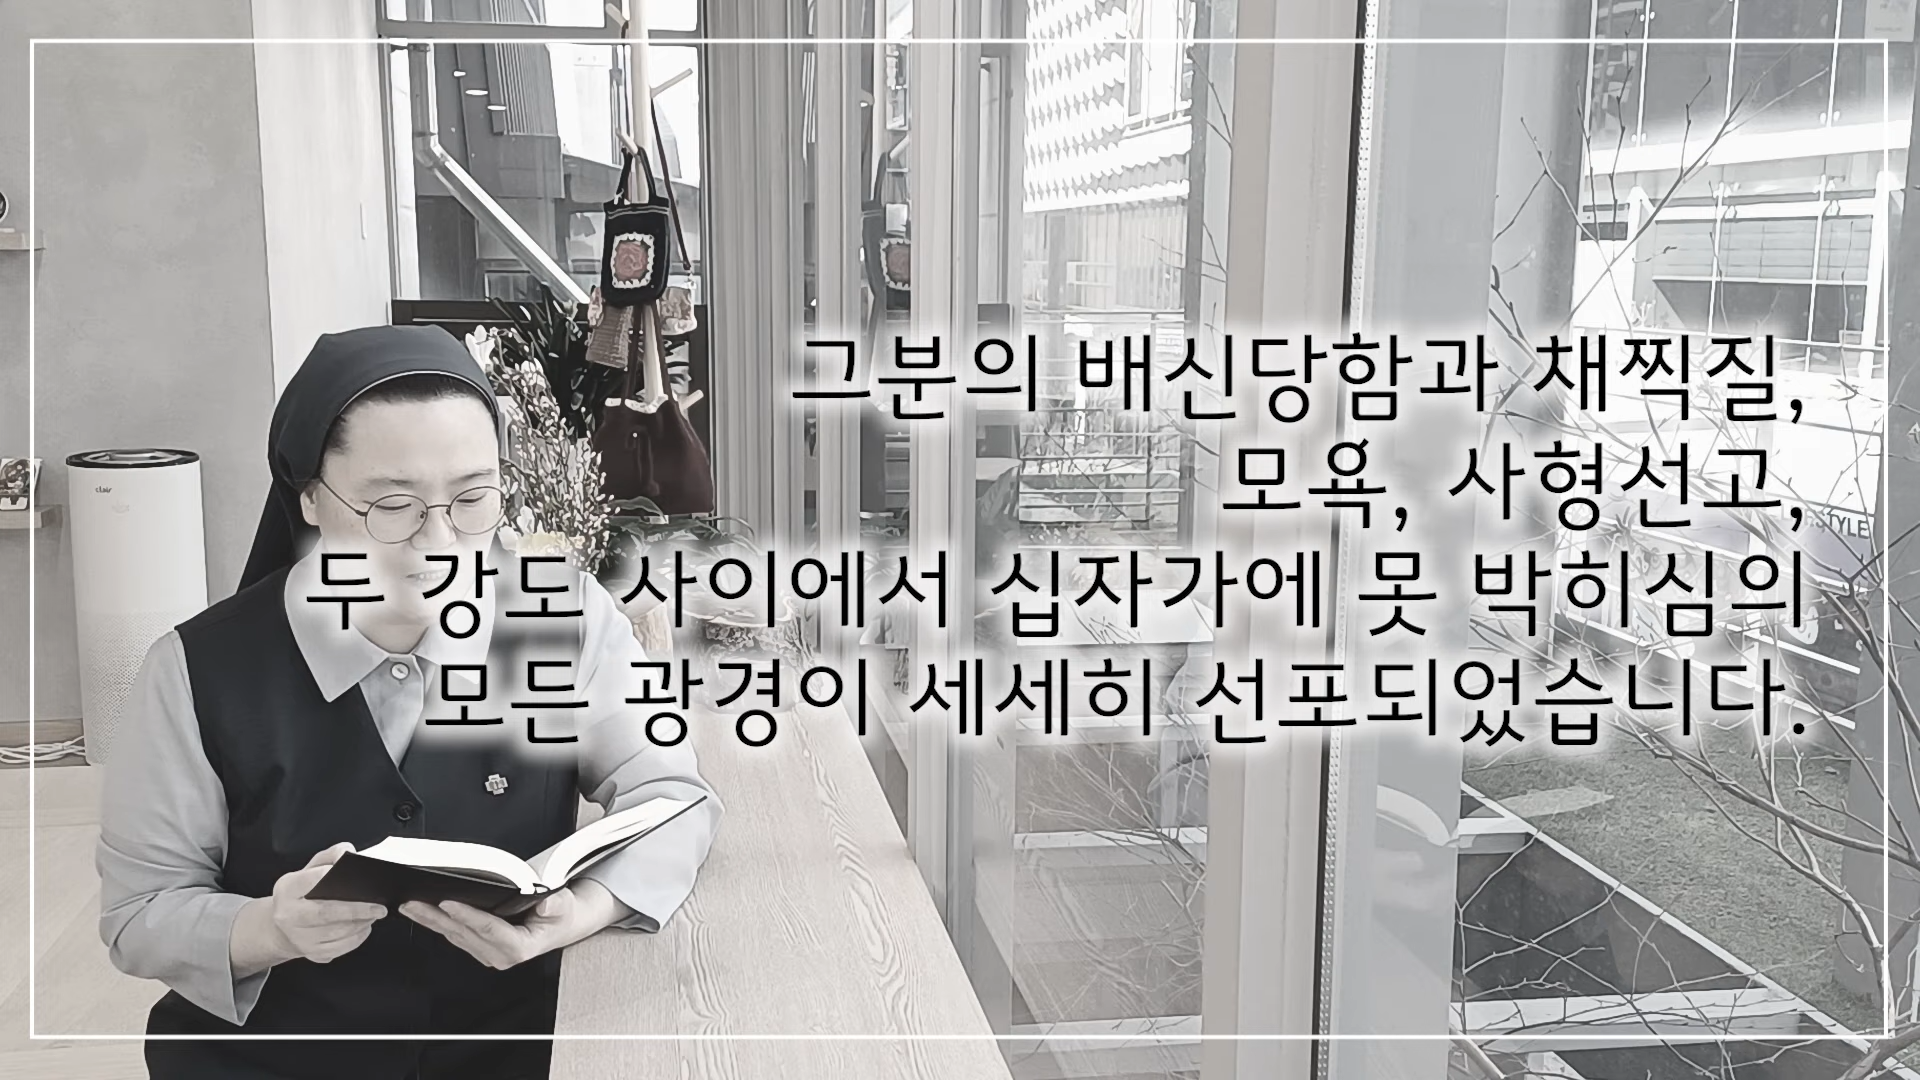 그분의 배신당함과 채찍질,
모욕, 사형선고,
두 강도 사이에서 십자가에 못 박히심의
모든 광경이 세세히 선포되었습니다.
clair
STYLE